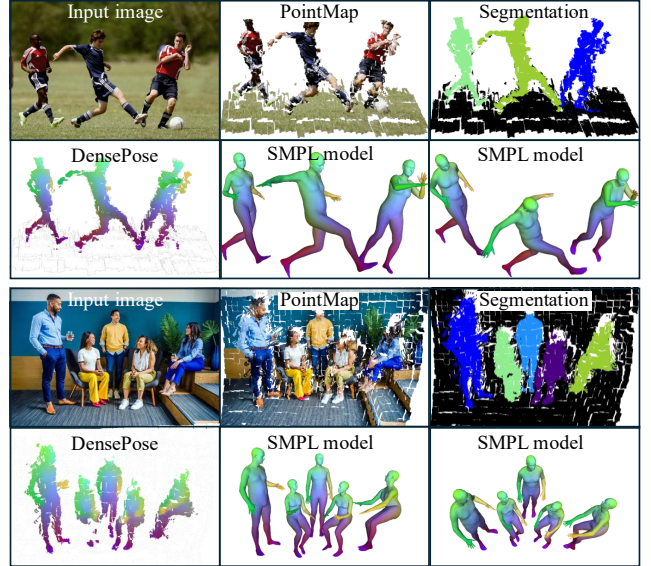 Input image
PointMap
Segmentation
DensePose
SMPL model
SMPL model
Input image
PointMap
Segmentation
DensePose
SMPL model
SMPL model